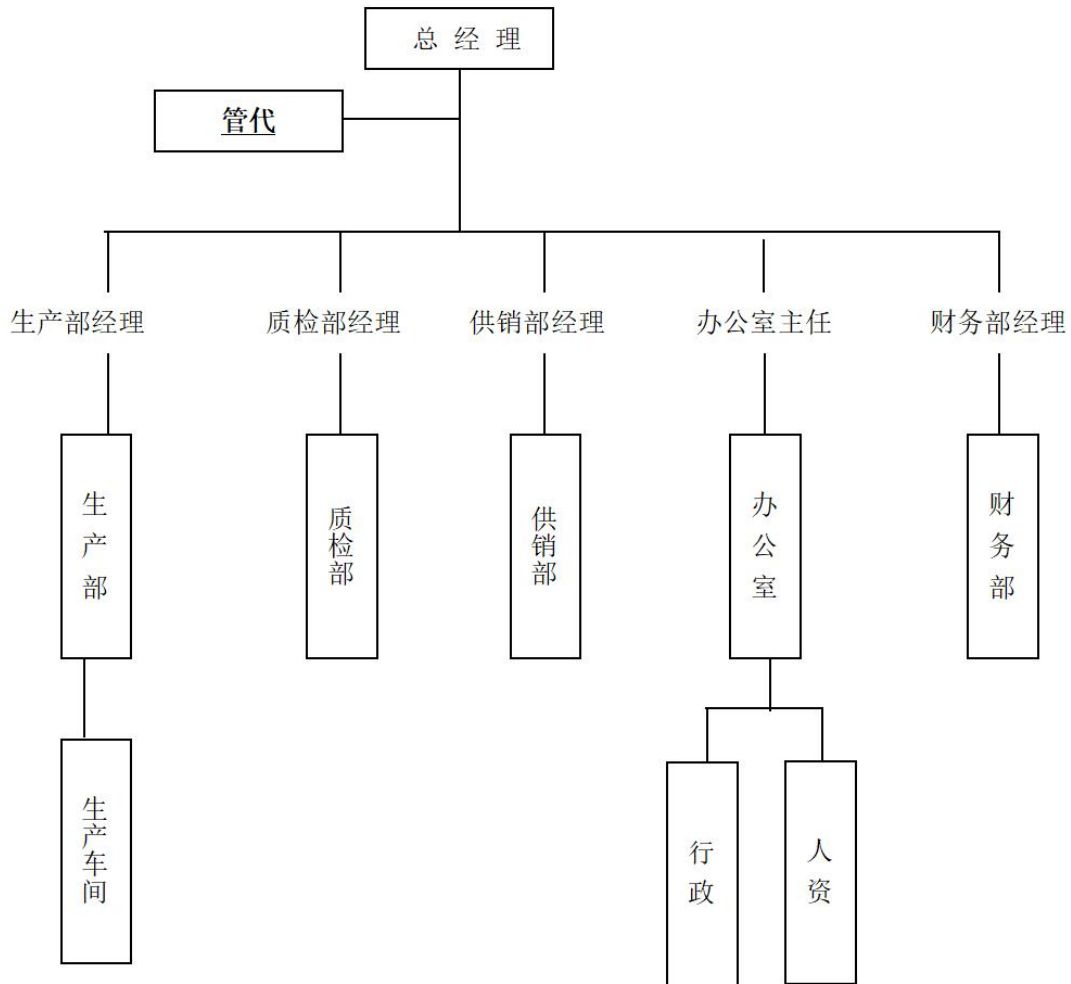 总 经 理
管代
生产部经理
质检部经理
供销部经理
办公室主任
财务部经理
生产部
质检部
供销部
办公室
财务部
生产车间
行政
人资